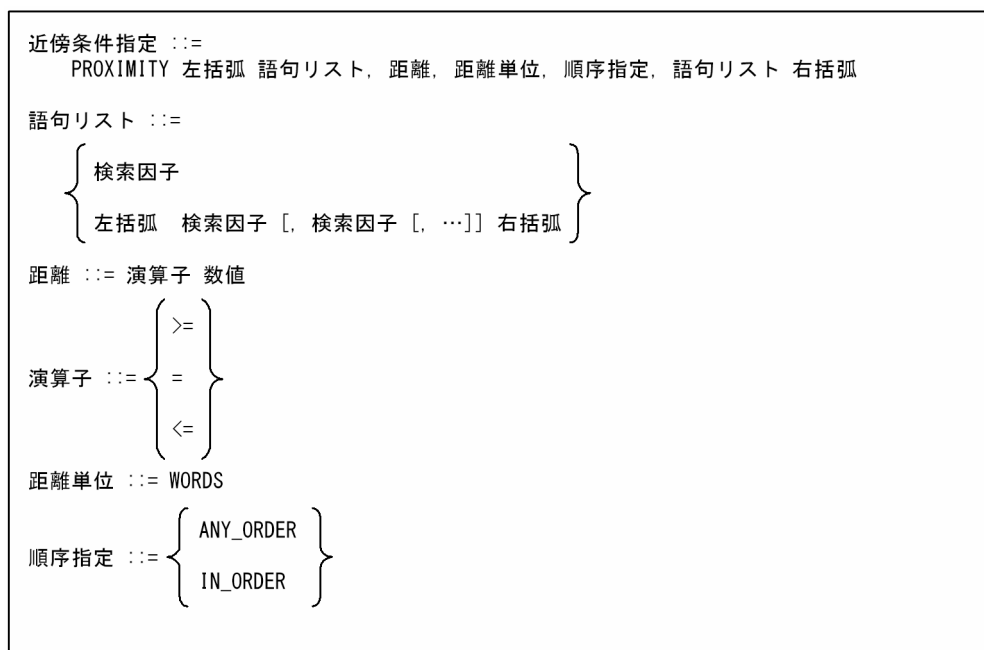 近傍条件指定 ::=
PROXIMITY 左括弧 語句リスト, 距離, 距離単位, 順序指定, 語句リスト 右括弧
語句リスト ::=
検索因子
左括弧 検索因子 [, 検索因子 [, …]] 右括弧
距離 ::= 演算子 数値
>=
演算子 ::= =
<=
距離単位 ::= WORDS
ANY_ORDER
順序指定 ::=
IN_ORDER